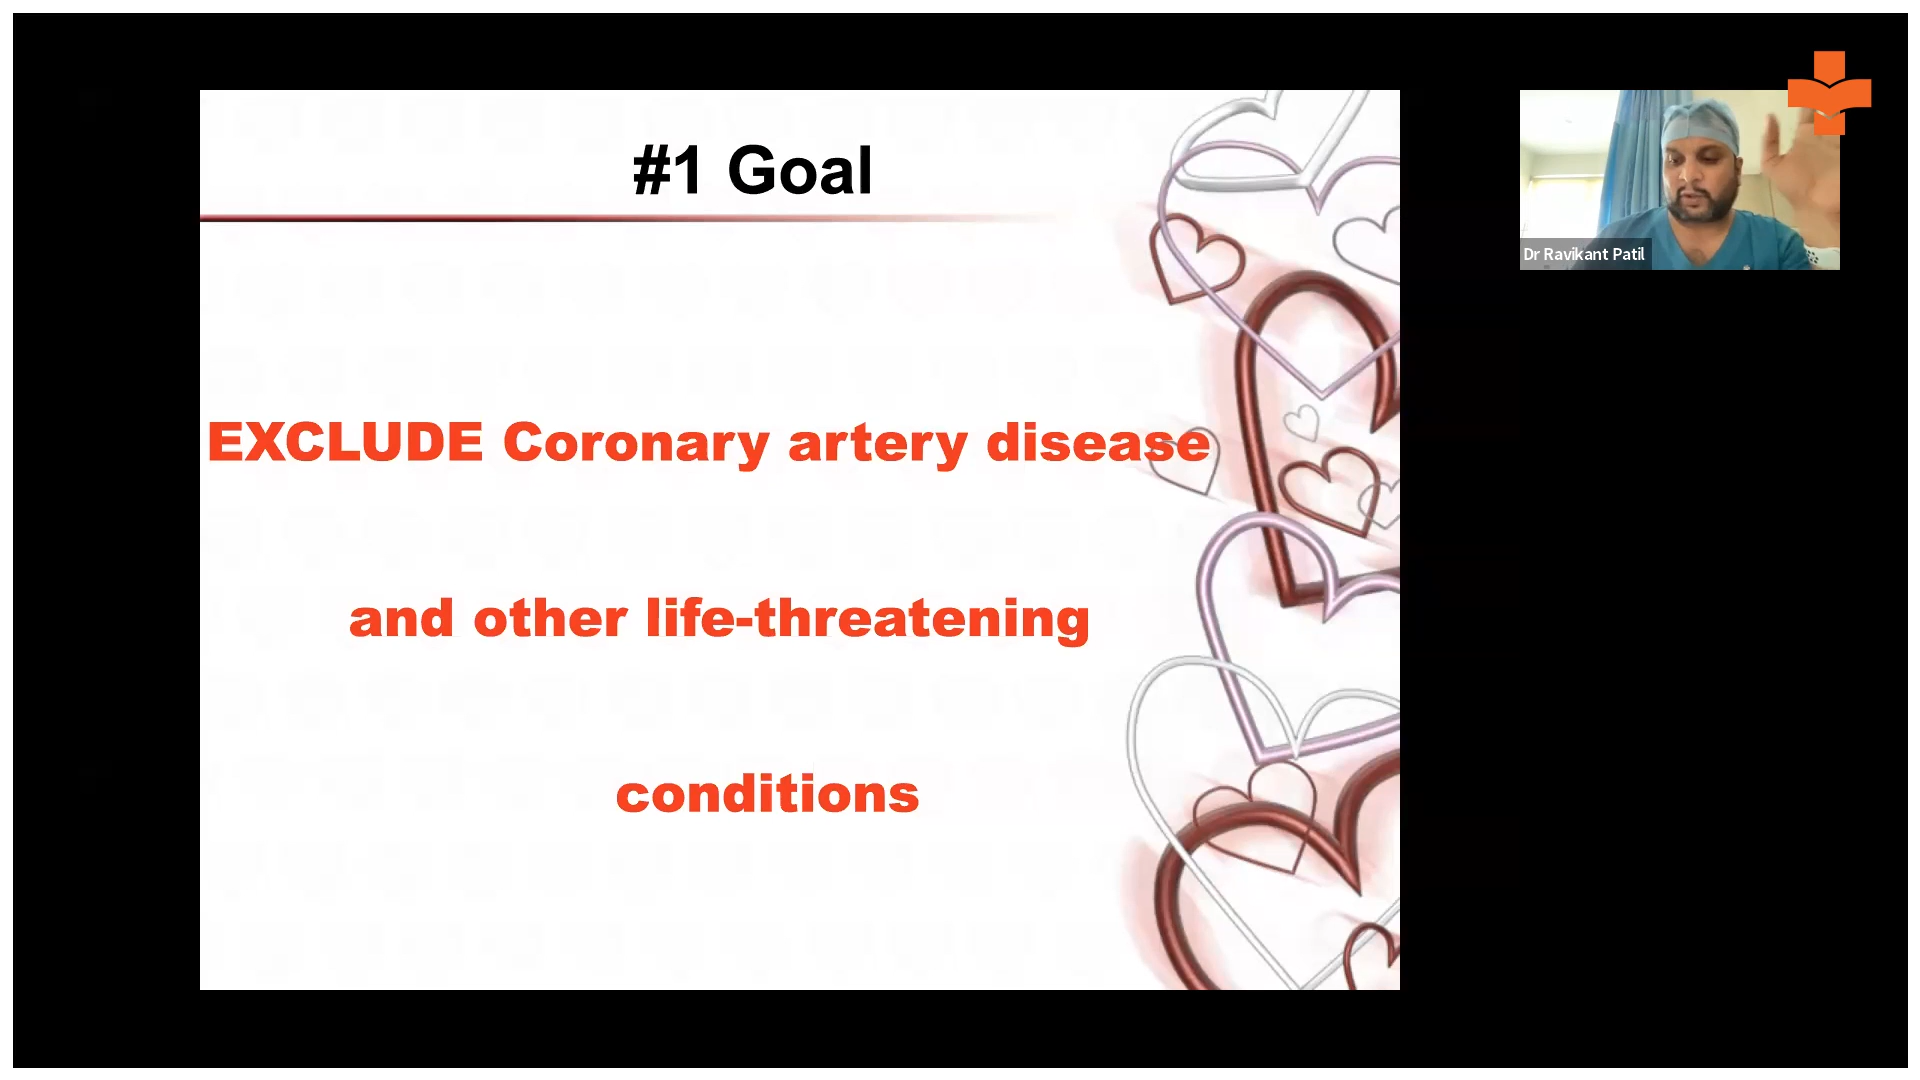 #1 Goal
EXCLUDE Coronary artery disease
and other life-threatening
conditions
Dr Ravikant Patil